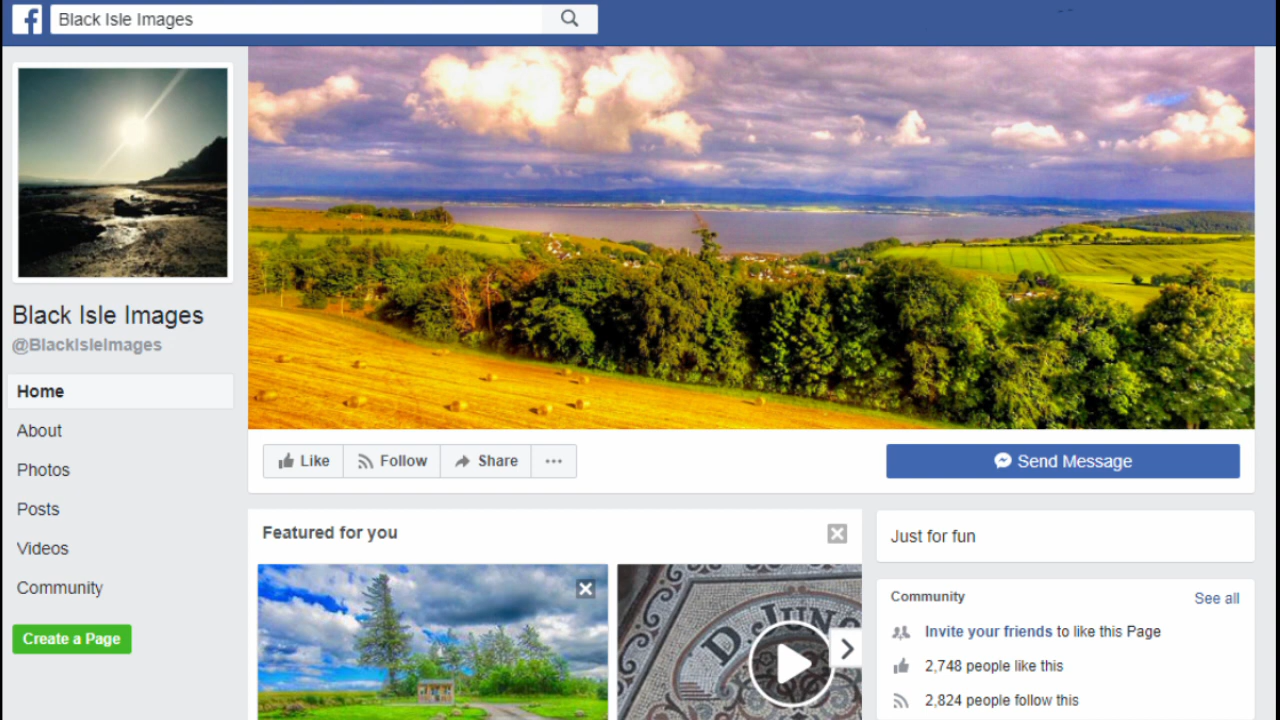 Black Isle Images
Black Isle Images
@BlackIsleImages
Home
About
Photos
Posts
Videos
Community
Create a Page
Like
Follow
Share
Send Message
Featured for you
D. JUNO
Just for fun
Community
See all
Invite your friends to like this Page
2,748 people like this
2,824 people follow this